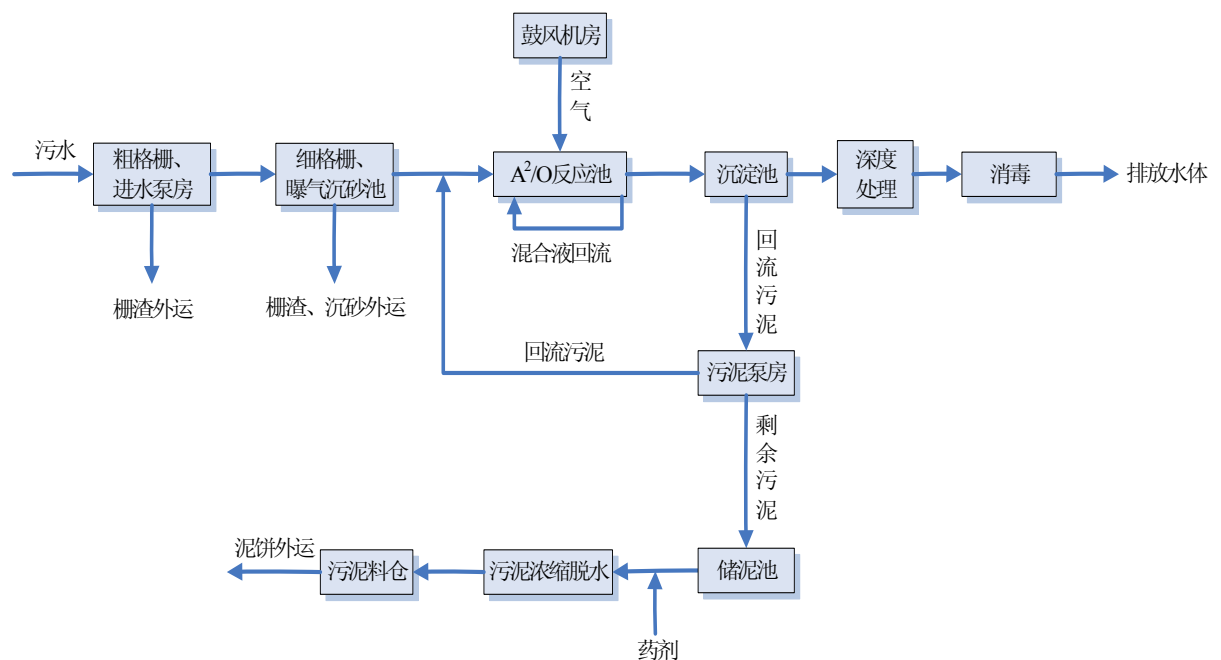 鼓风机房
空
气
污水
粗格栅、
进水泵房
细格栅、
曝气沉砂池
A²/O反应池
沉淀池
深度
处理
消毒
排放水体
混合液回流
栅渣外运
栅渣、沉砂外运
回
流
污
泥
回流污泥
污泥泵房
剩
余
污
泥
泥饼外运
污泥料仓
污泥浓缩脱水
储泥池
药剂